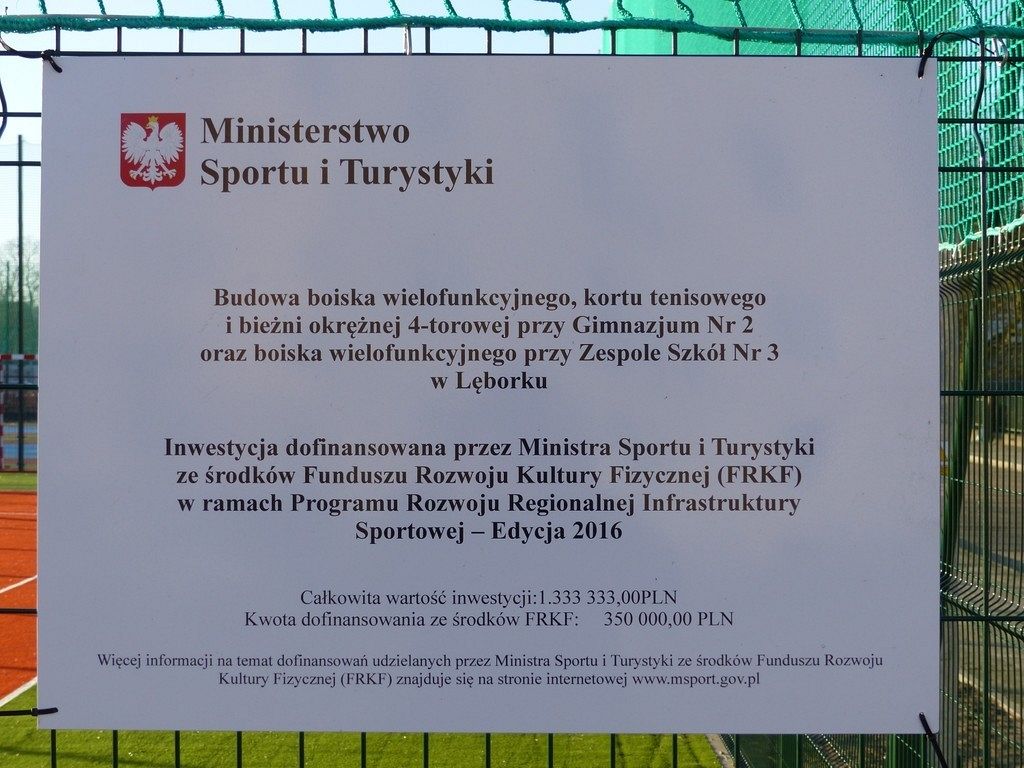 Ministerstwo
Sportu i Turystyki
Budowa boiska wielofunkcyjnego, kortu tenisowego
i bieżni okrężnej 4-torowej przy Gimnazjum Nr 2
oraz boiska wielofunkcyjnego przy Zespole Szkół Nr 3
w Lęborku
Inwestycja dofinansowana przez Ministra Sportu i Turystyki
ze środków Funduszu Rozwoju Kultury Fizycznej (FRKF)
w ramach Programu Rozwoju Regionalnej Infrastruktury
Sportowej – Edycja 2016
Całkowita wartość inwestycji:1.333 333,00PLN
Kwota dofinansowania ze środków FRKF: 350 000,00 PLN
Więcej informacji na temat dofinansowań udzielanych przez Ministra Sportu i Turystyki ze środków Funduszu Rozwoju
Kultury Fizycznej (FRKF) znajduje się na stronie internetowej www.msport.gov.pl